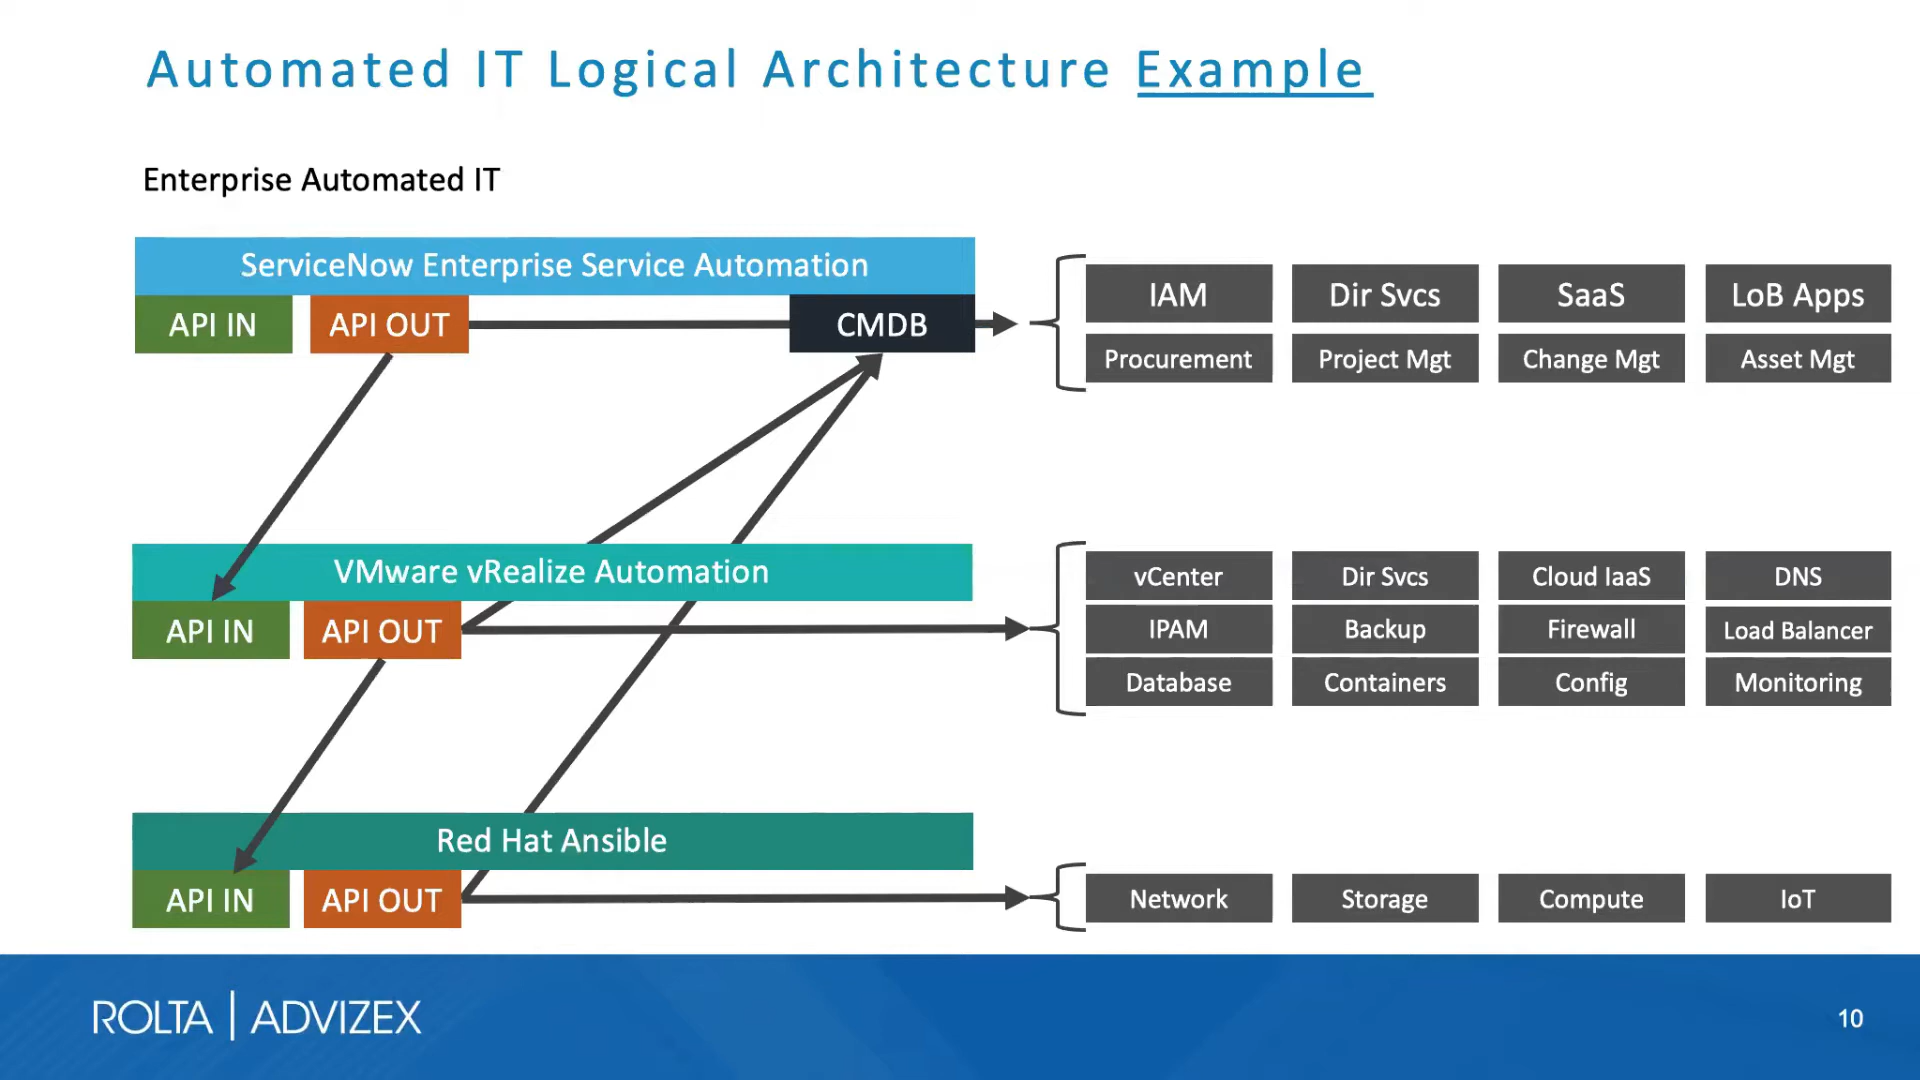 Automated IT Logical Architecture Example
Enterprise Automated IT
ServiceNow Enterprise Service Automation
API IN
API OUT
CMDB
IAM
Dir Svcs
SaaS
LoB Apps
Procurement
Project Mgt
Change Mgt
Asset Mgt
VMware vRealize Automation
API IN
API OUT
vCenter
Dir Svcs
Cloud IaaS
DNS
IPAM
Backup
Firewall
Load Balancer
Database
Containers
Config
Monitoring
Red Hat Ansible
API IN
API OUT
Network
Storage
Compute
IoT
ROLTA | ADVIZEX
10